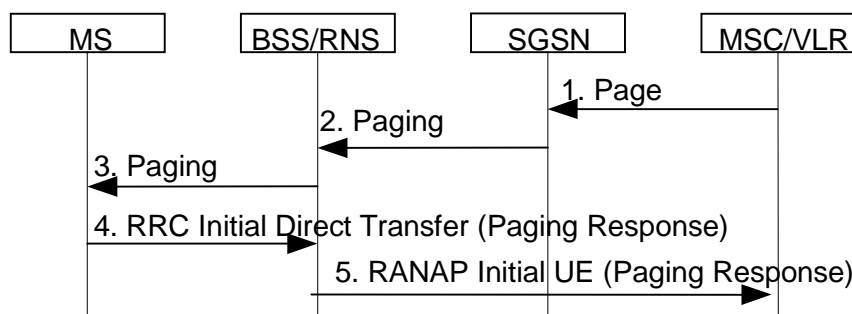 MS BSS/RNS SGSN MSC/VLR
1. Page
2. Paging
3. Paging
4. RRC Initial Direct Transfer (Paging Response)
5. RANAP Initial UE (Paging Response)